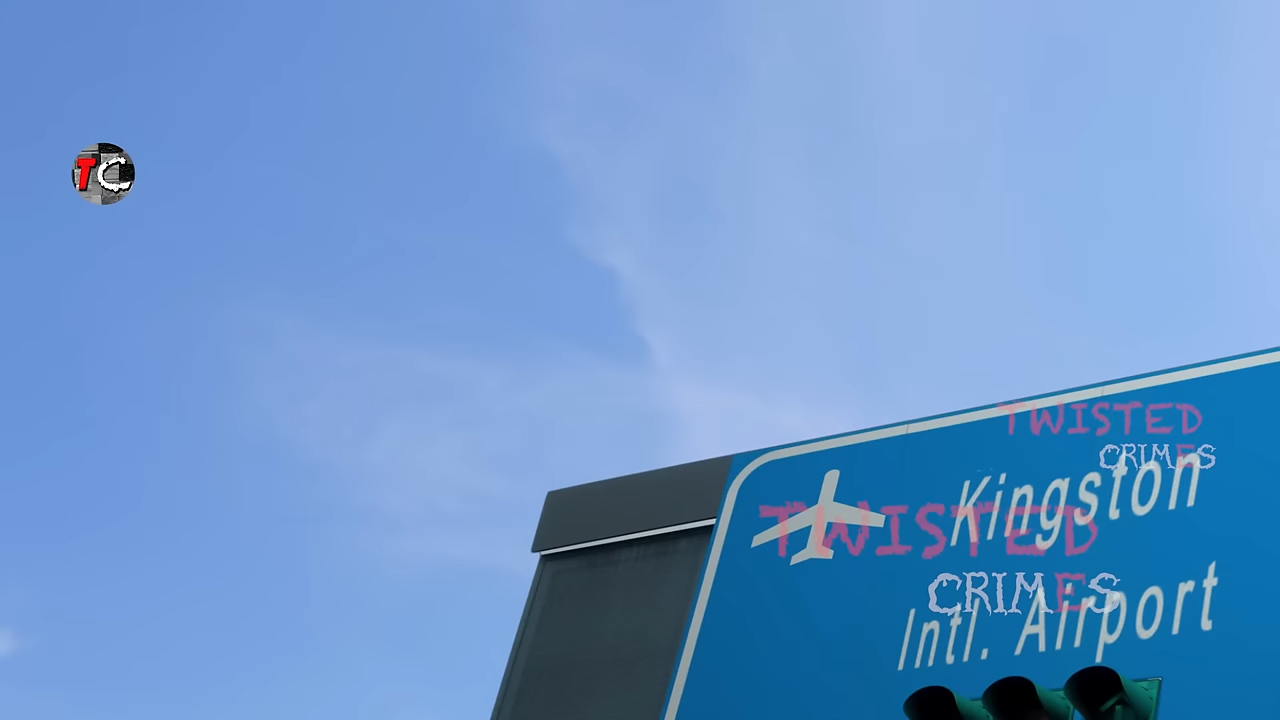 TC
TWISTED
CRIMES
Kingston
TWISTED
CRIMES
Intl. Airport